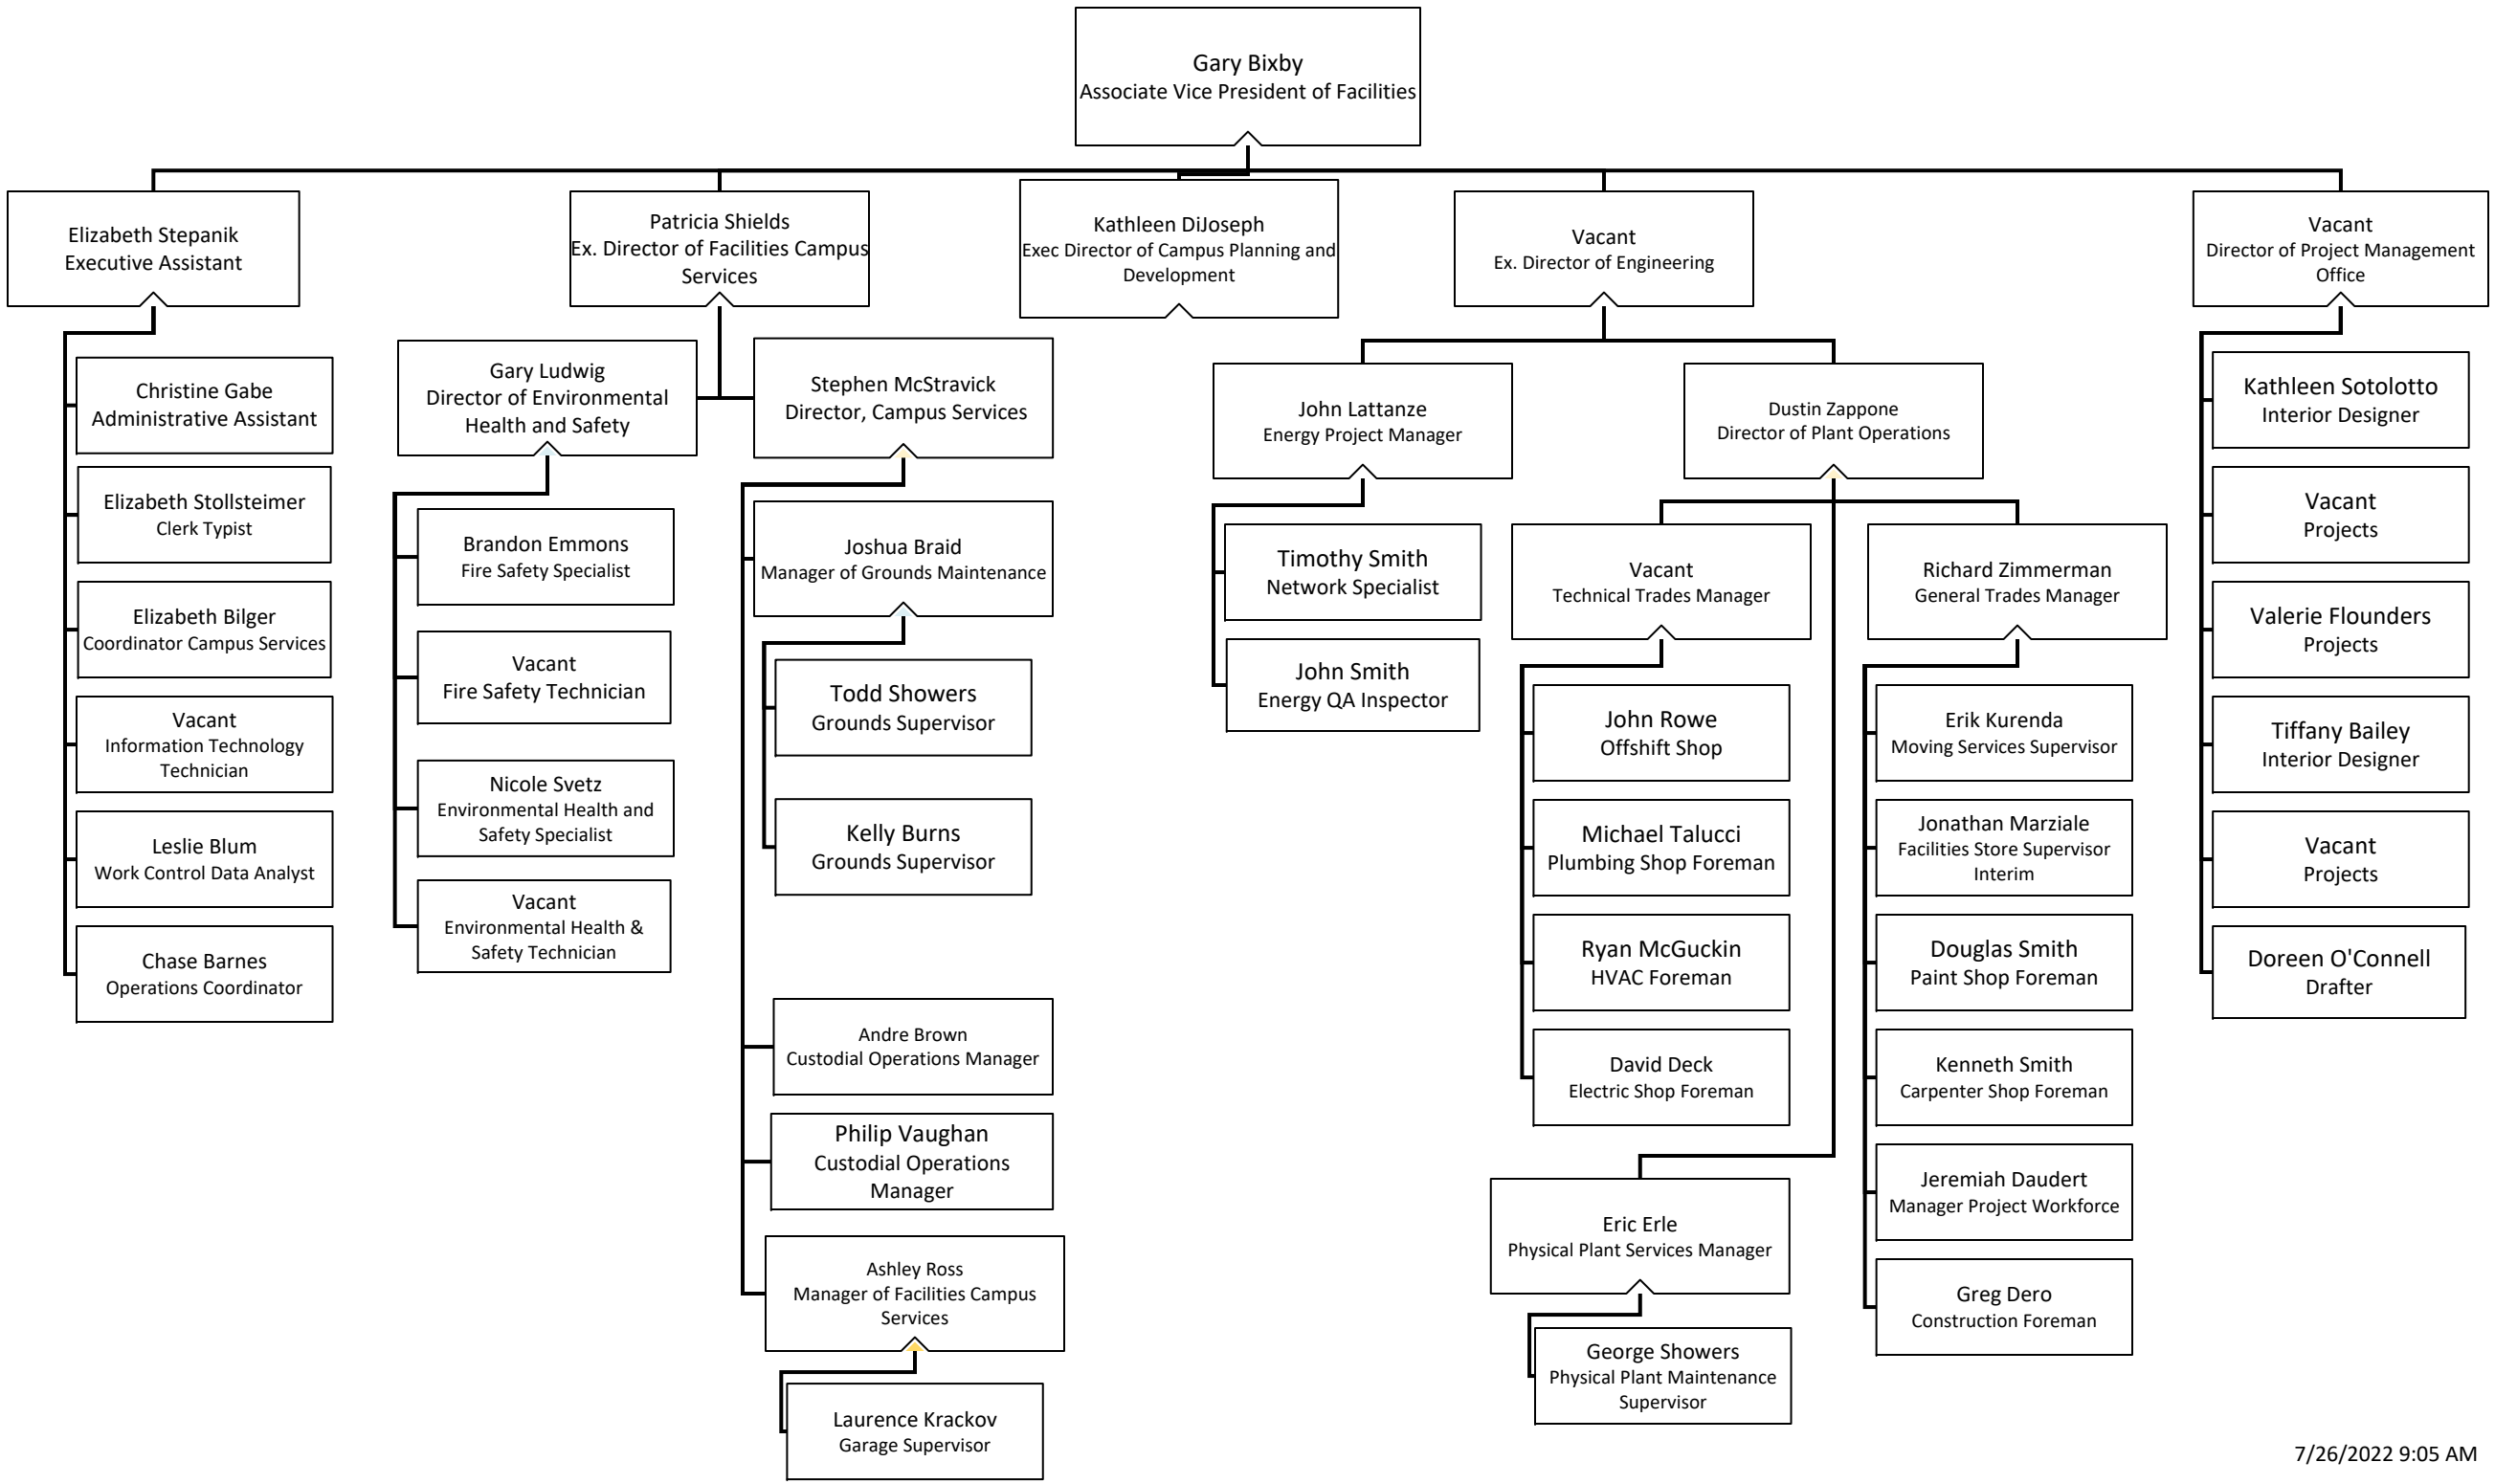 Gary Bixby
Associate Vice President of Facilities
Elizabeth Stepanik
Executive Assistant
Patricia Shields
Ex. Director of Facilities Campus
Services
Kathleen DiJoseph
Exec Director of Campus Planning and
Development
Vacant
Ex. Director of Engineering
Vacant
Director of Project Management
Office
Christine Gabe
Administrative Assistant
Elizabeth Stollsteimer
Clerk Typist
Elizabeth Bilger
Coordinator Campus Services
Vacant
Information Technology
Technician
Leslie Blum
Work Control Data Analyst
Chase Barnes
Operations Coordinator
Gary Ludwig
Director of Environmental
Health and Safety
Brandon Emmons
Fire Safety Specialist
Vacant
Fire Safety Technician
Nicole Svetz
Environmental Health and
Safety Specialist
Vacant
Environmental Health &
Safety Technician
Stephen McStravick
Director, Campus Services
Joshua Braid
Manager of Grounds Maintenance
Todd Showers
Grounds Supervisor
Kelly Burns
Grounds Supervisor
Andre Brown
Custodial Operations Manager
Philip Vaughan
Custodial Operations
Manager
Ashley Ross
Manager of Facilities Campus
Services
Laurence Krackov
Garage Supervisor
John Lattanze
Energy Project Manager
Timothy Smith
Network Specialist
John Smith
Energy QA Inspector
Dustin Zappone
Director of Plant Operations
Vacant
Technical Trades Manager
John Rowe
Offshift Shop
Michael Talucci
Plumbing Shop Foreman
Ryan McGuckin
HVAC Foreman
David Deck
Electric Shop Foreman
Eric Erle
Physical Plant Services Manager
George Showers
Physical Plant Maintenance
Supervisor
Richard Zimmerman
General Trades Manager
Erik Kurenda
Moving Services Supervisor
Jonathan Marziale
Facilities Store Supervisor
Interim
Douglas Smith
Paint Shop Foreman
Kenneth Smith
Carpenter Shop Foreman
Jeremiah Daudert
Manager Project Workforce
Greg Dero
Construction Foreman
Kathleen Sotolotto
Interior Designer
Vacant
Projects
Valerie Flounders
Projects
Tiffany Bailey
Interior Designer
Vacant
Projects
Doreen O'Connell
Drafter
7/26/2022 9:05 AM